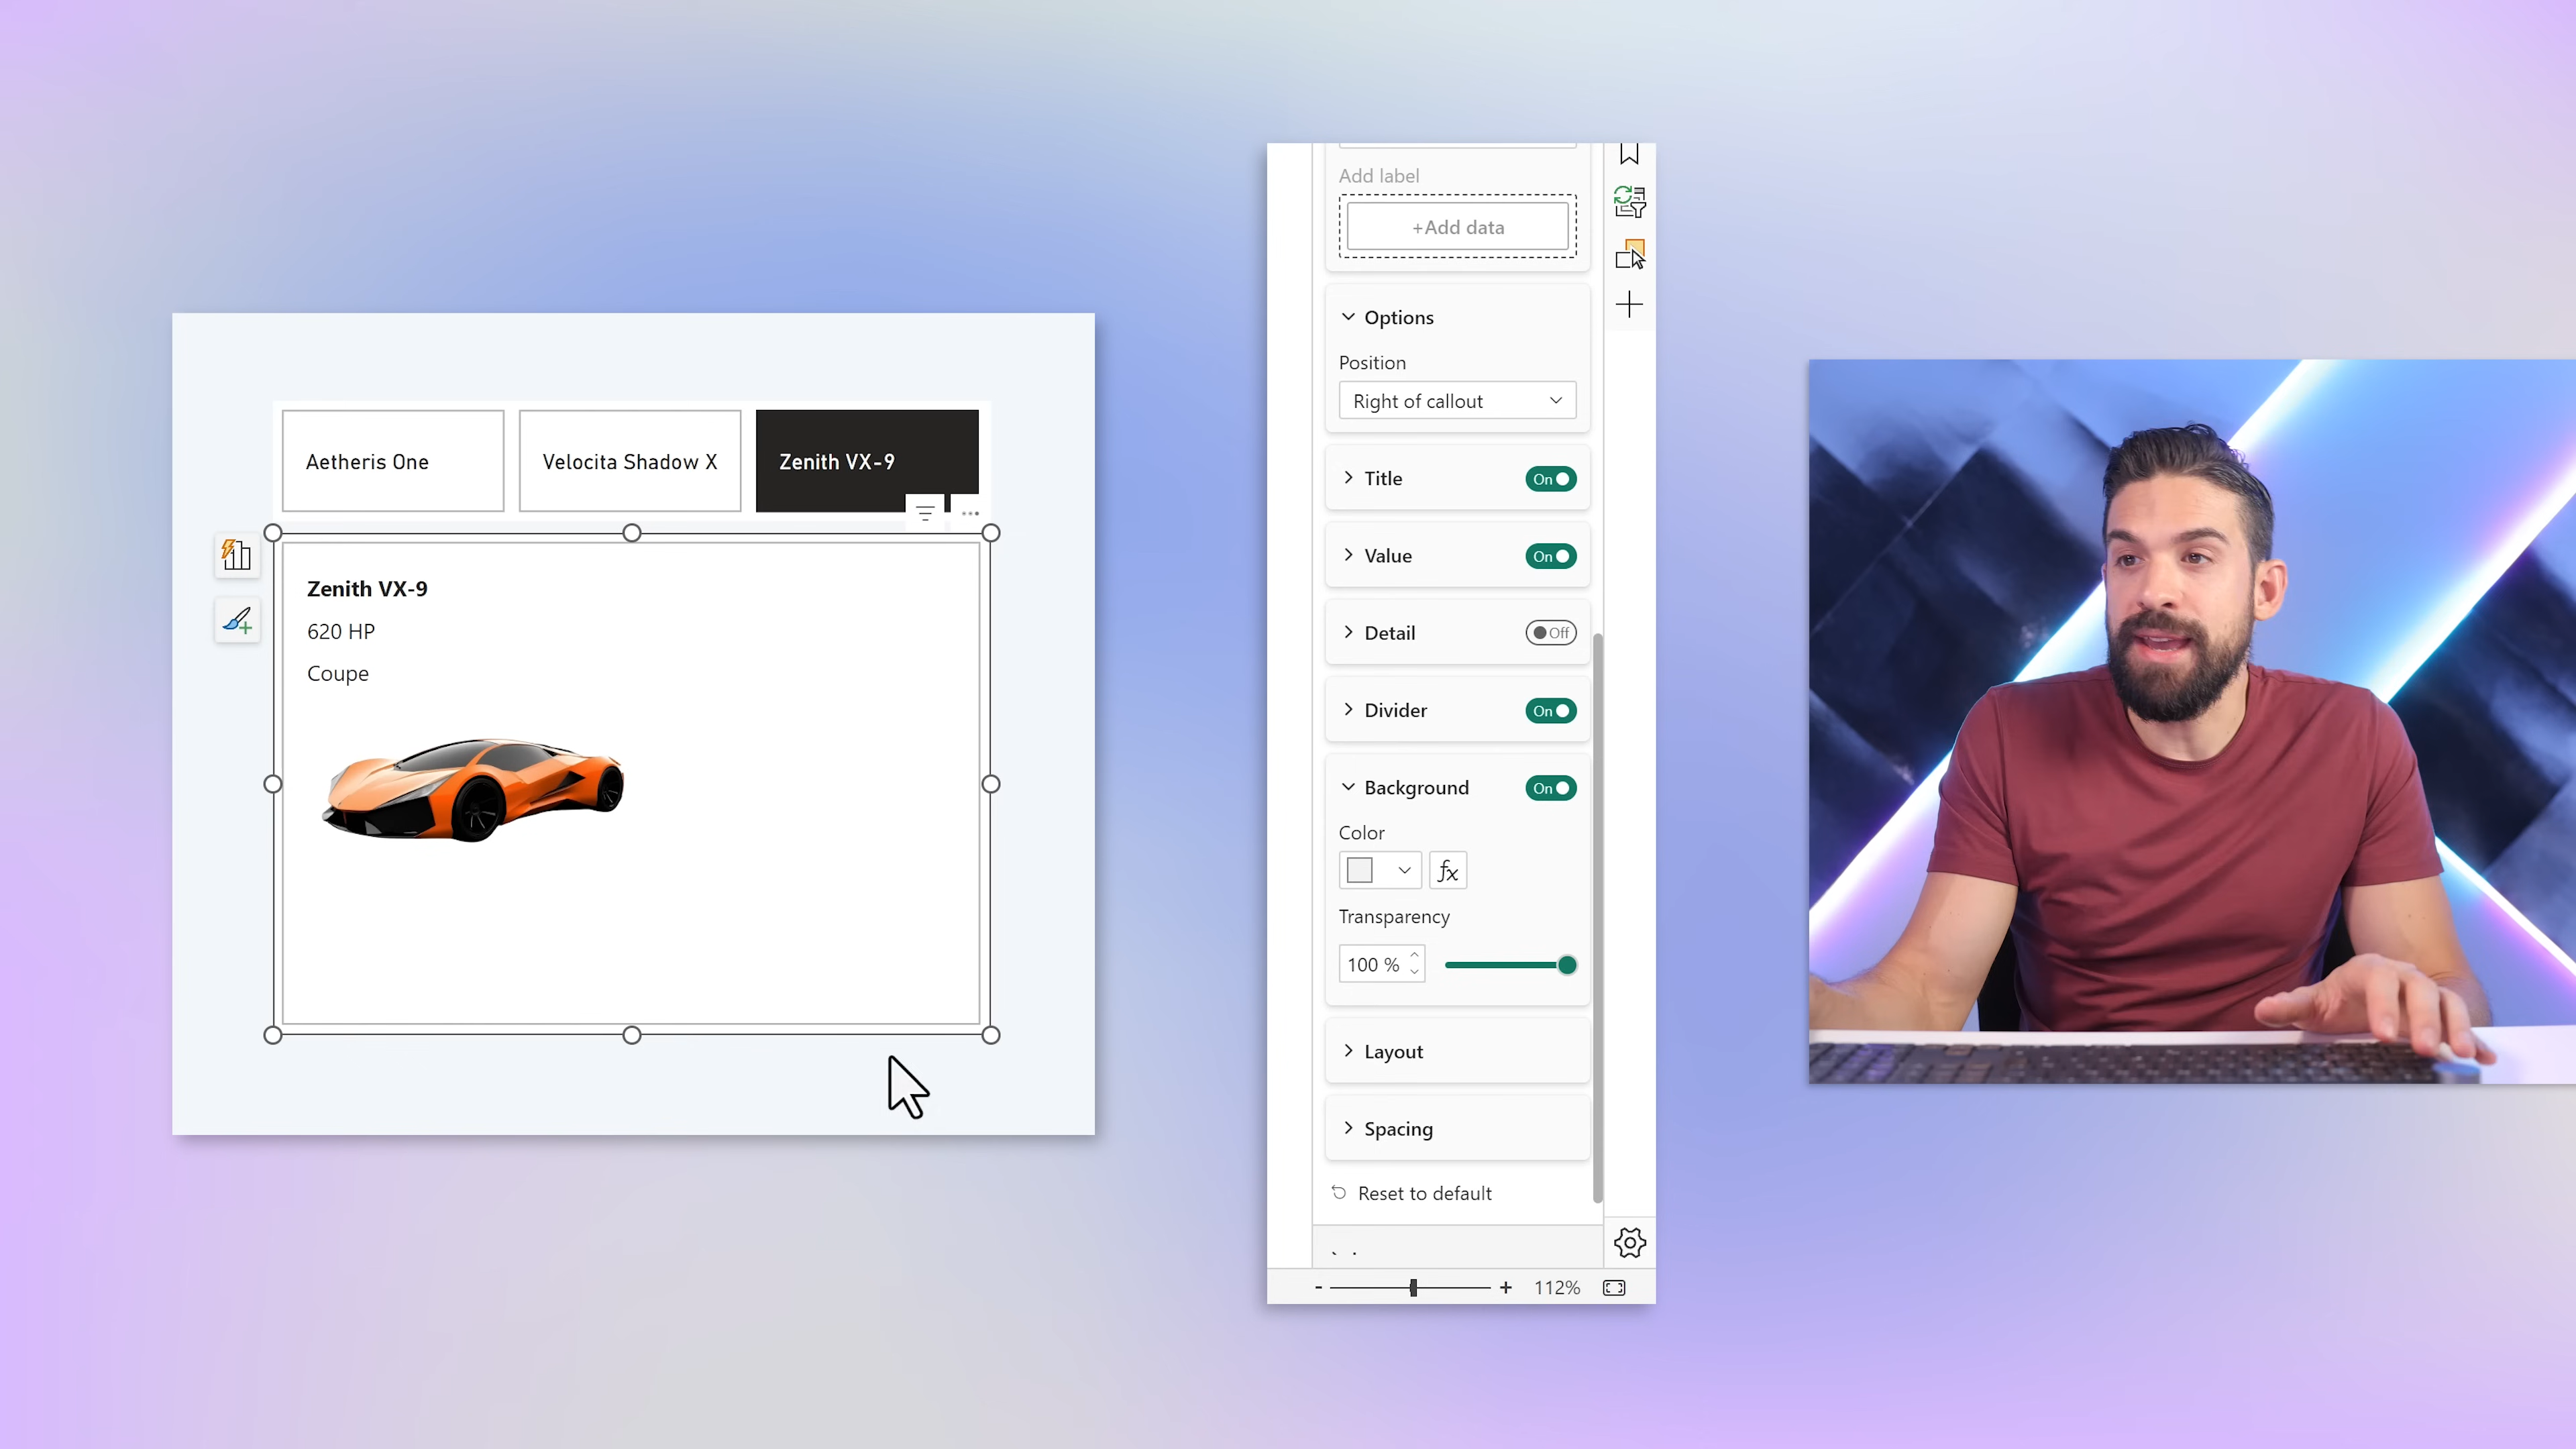 Aetheris One
Velocita Shadow X
Zenith VX-9
Zenith VX-9
620 HP
Coupe
Add label
+Add data
Options
Position
Right of callout
Title
On
Value
On
Detail
Off
Divider
On
Background
On
Color
fx
Transparency
100 %
Layout
Spacing
Reset to default
- + 112%